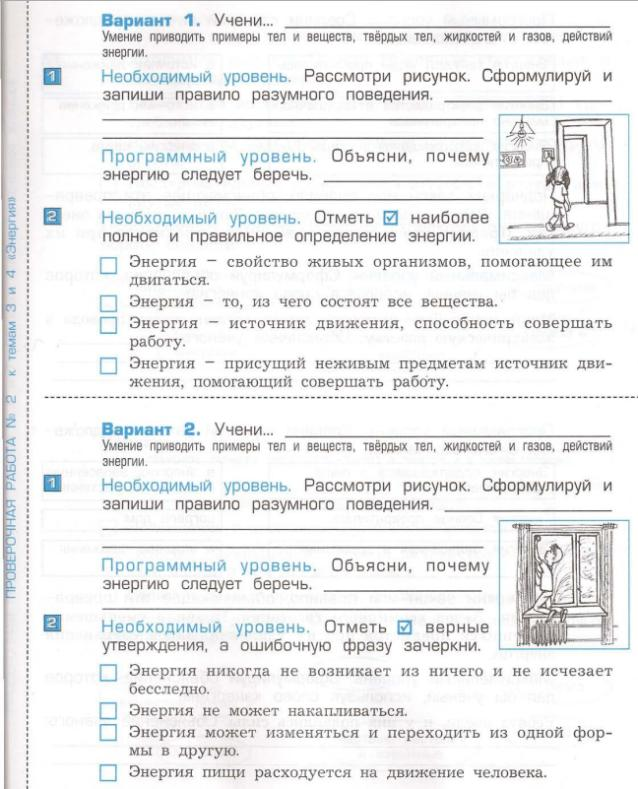 Вариант 1. Учени...
Умение приводить примеры тел и веществ, твёрдых тел, жидкостей и газов, действий
энергии.
1 Необходимый уровень. Рассмотри рисунок. Сформулируй и
запиши правило разумного поведения.
Программный уровень. Объясни, почему
энергию следует беречь.
2 Необходимый уровень. Отметь ☑ наиболее
полное и правильное определение энергии.
☐ Энергия – свойство живых организмов, помогающее им
двигаться.
☐ Энергия – то, из чего состоят все вещества.
☐ Энергия – источник движения, способность совершать
работу.
☐ Энергия – присущий неживым предметам источник дви-
жения, помогающий совершать работу.
Вариант 2. Учени...
Умение приводить примеры тел и веществ, твёрдых тел, жидкостей и газов, действий
энергии.
1 Необходимый уровень. Рассмотри рисунок. Сформулируй и
запиши правило разумного поведения.
Программный уровень. Объясни, почему
энергию следует беречь.
2 Необходимый уровень. Отметь ☑ верные
утверждения, а ошибочную фразу зачеркни.
☐ Энергия никогда не возникает из ничего и не исчезает
бесследно.
☐ Энергия не может накапливаться.
☐ Энергия может изменяться и переходить из одной фор-
мы в другую.
☐ Энергия пищи расходуется на движение человека.
ПРОВЕРОЧНАЯ РАБОТА № 2 к темам 3 и 4 «Энергия»